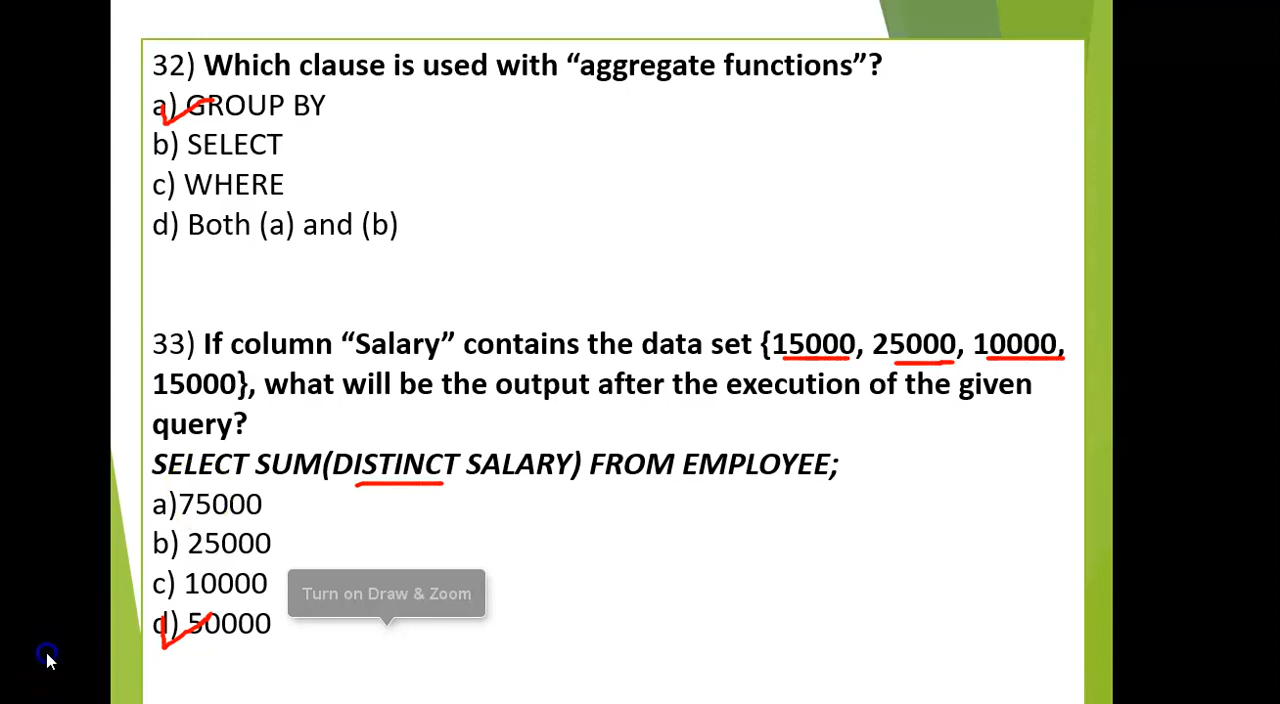 32) Which clause is used with “aggregate functions”?
a) GROUP BY
b) SELECT
c) WHERE
d) Both (a) and (b)
33) If column “Salary” contains the data set {15000, 25000, 10000,
15000}, what will be the output after the execution of the given
query?
SELECT SUM(DISTINCT SALARY) FROM EMPLOYEE;
a)75000
b) 25000
c) 10000
Turn on Draw & Zoom
d) 50000